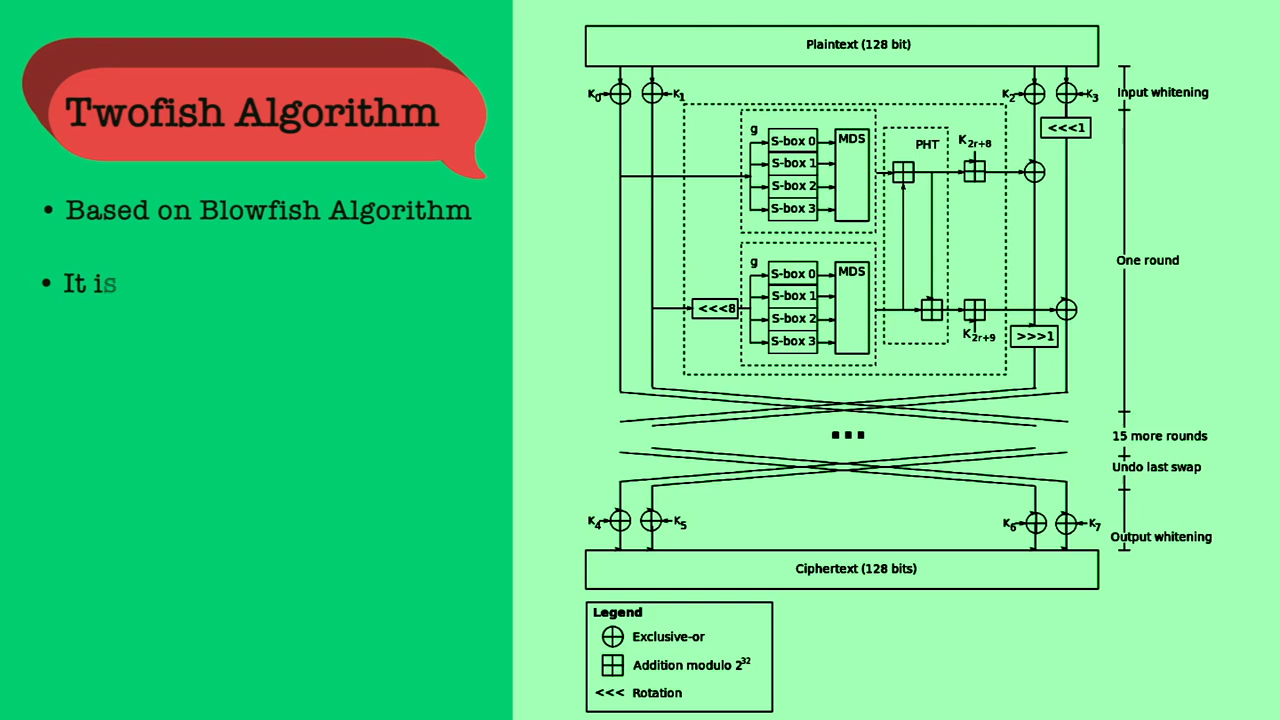 Twofish Algorithm
• Based on Blowfish Algorithm
• It is
Plaintext (128 bit)
K0 K1 K2 K3 Input whitening
<<<1
g S-box 0 MDS PHT K2r+8
S-box 1
S-box 2
S-box 3
One round
g S-box 0 MDS
S-box 1
<<<8
S-box 2
S-box 3
K2r+9 >>>1
15 more rounds
Undo last swap
K4 K5 K6 K7
Output whitening
Ciphertext (128 bits)
Legend
Exclusive-or
Addition modulo 2^32
<<< Rotation